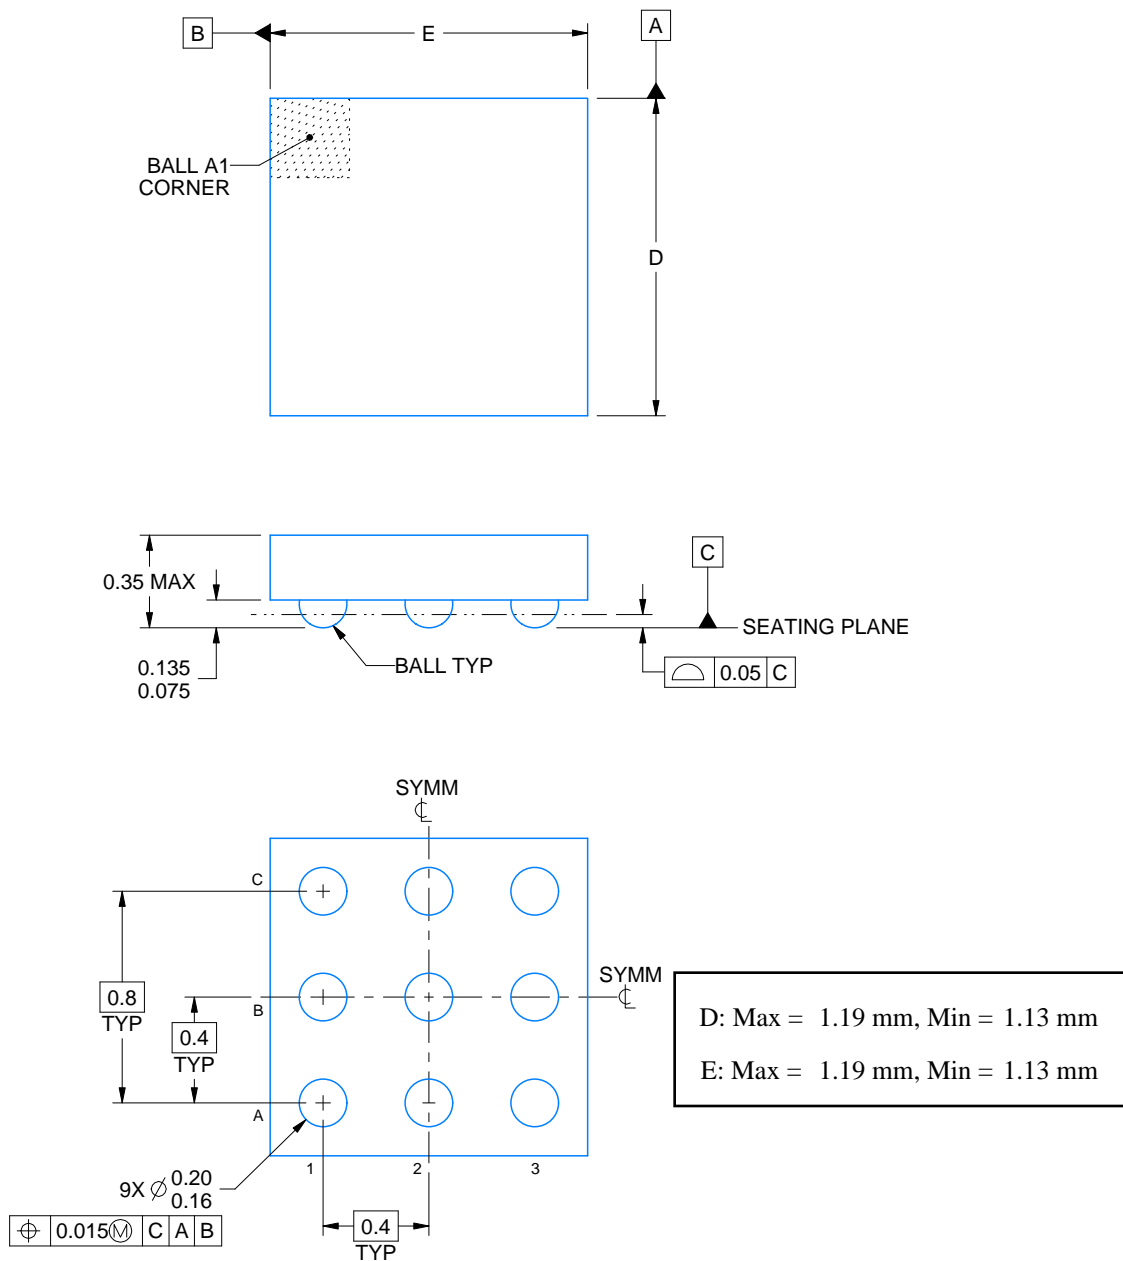 B
E
A
BALL A1
CORNER
D
C
0.35 MAX
SEATING PLANE
0.135
0.075
BALL TYP
0.05 C
SYMM
C
SYMM
0.8
TYP
B
0.4
TYP
D: Max = 1.19 mm, Min = 1.13 mm
E: Max = 1.19 mm, Min = 1.13 mm
A
1 2 3
9X ⌀ 0.20
0.16
⌖ 0.015Ⓜ C A B
0.4
TYP